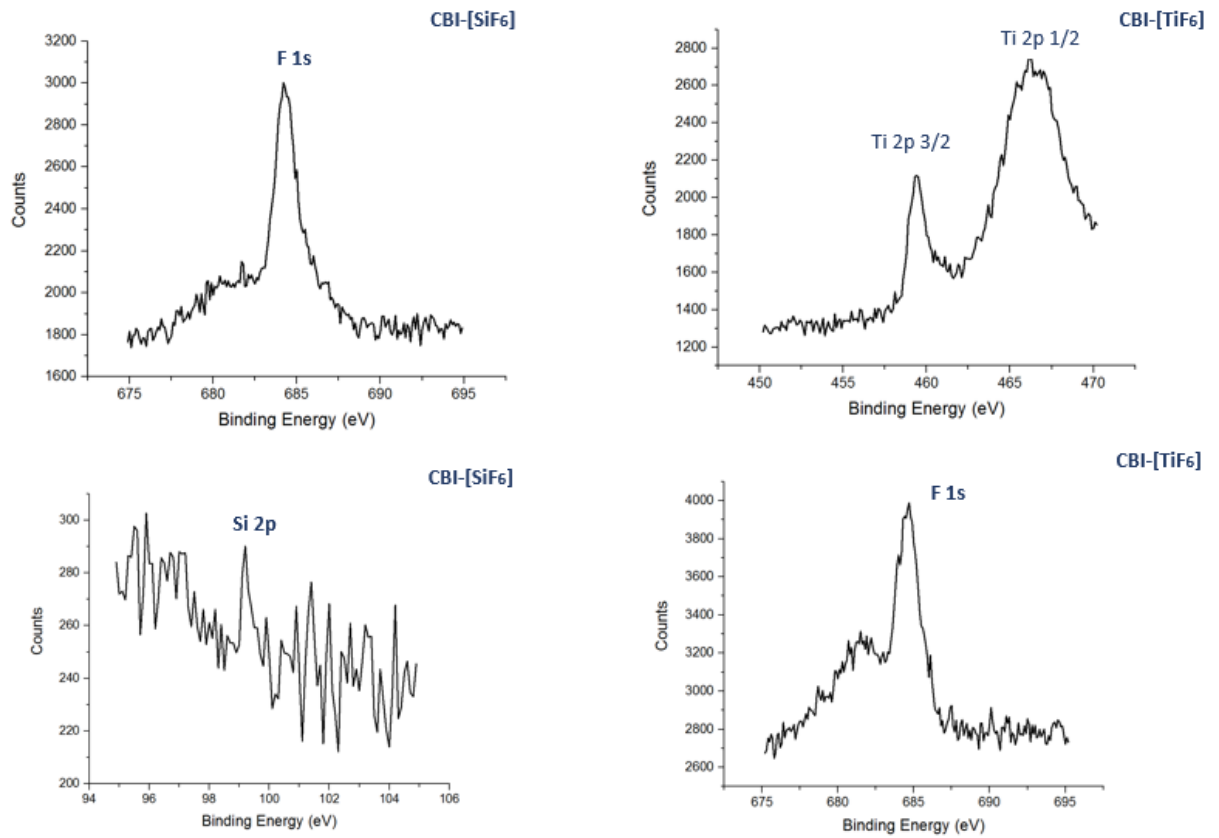 CBI-[SiF6]
F 1s
3200
3000
2800
2600
2400
2200
2000
1800
1600
Counts
675 680 685 690 695
Binding Energy (eV)
CBI-[TiF6]
Ti 2p 1/2
Ti 2p 3/2
2800
2600
2400
2200
2000
1800
1600
1400
1200
Counts
450 455 460 465 470
Binding Energy (eV)
CBI-[SiF6]
Si 2p
300
280
260
240
220
200
Counts
94 96 98 100 102 104 106
Binding Energy (eV)
CBI-[TiF6]
F 1s
4000
3800
3600
3400
3200
3000
2800
2600
Counts
675 680 685 690 695
Binding Energy (eV)